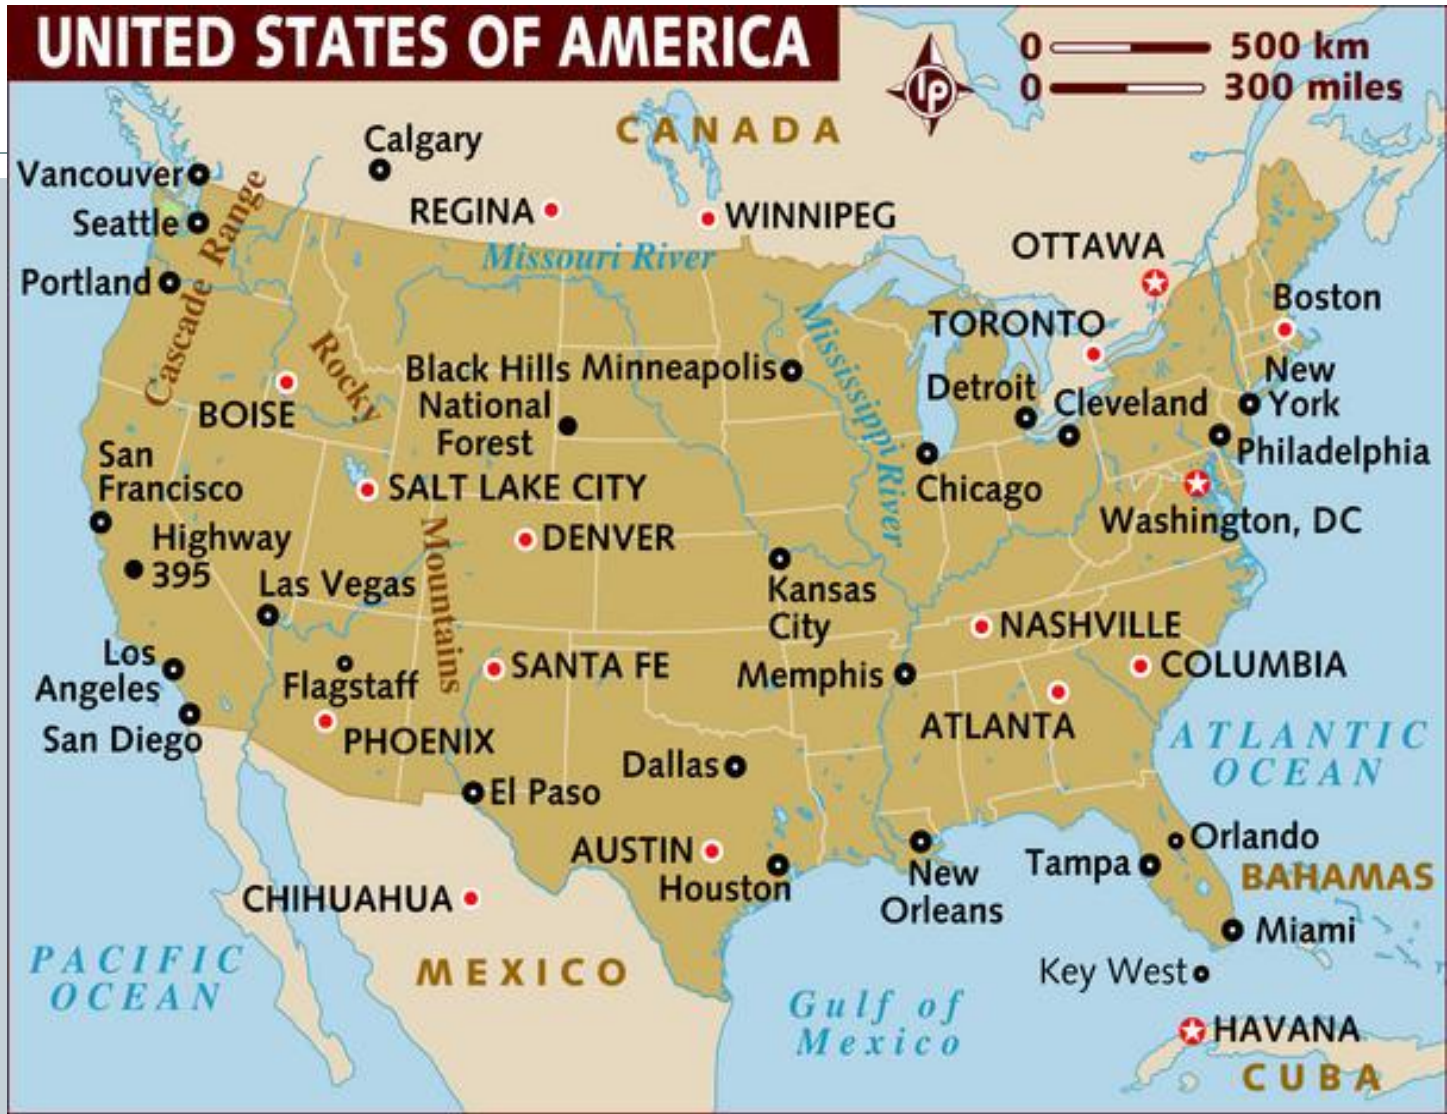 UNITED STATES OF AMERICA
lp
0 500 km
0 300 miles
CANADA
Calgary
Vancouver
REGINA
WINNIPEG
Seattle
Missouri River
OTTAWA
Portland
Cascade Range
Boston
TORONTO
Mississippi River
Rocky
Mountains
Black Hills
National
Forest
Minneapolis
Detroit
Cleveland
New
York
BOISE
Philadelphia
San
Francisco
SALT LAKE CITY
Chicago
Washington, DC
Highway
395
DENVER
Las Vegas
Kansas
City
NASHVILLE
Los
Angeles
Flagstaff
SANTA FE
Memphis
COLUMBIA
San Diego
PHOENIX
ATLANTA
ATLANTIC
OCEAN
Dallas
El Paso
AUSTIN
Houston
New
Orleans
Orlando
Tampa
BAHAMAS
CHIHUAHUA
Miami
PACIFIC
OCEAN
MEXICO
Key West
Gulf of
Mexico
HAVANA
CUBA